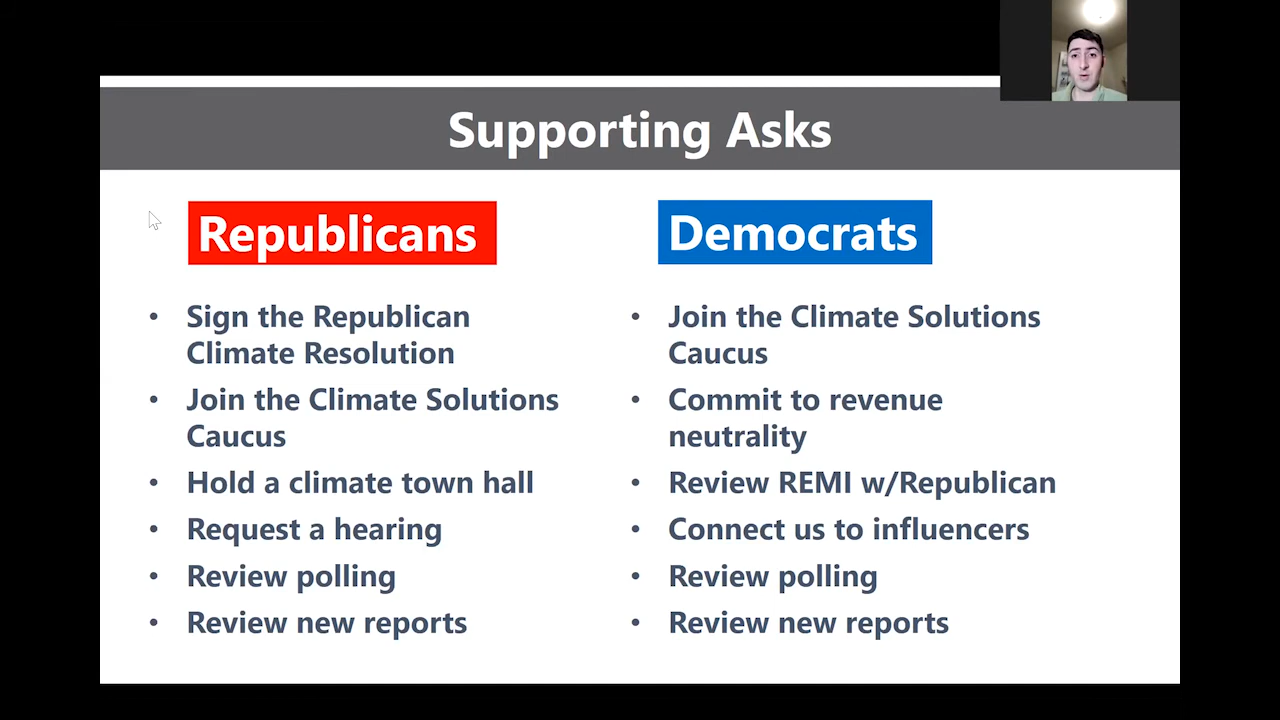 Supporting Asks
Republicans
• Sign the Republican
Climate Resolution
• Join the Climate Solutions
Caucus
• Hold a climate town hall
• Request a hearing
• Review polling
• Review new reports
Democrats
• Join the Climate Solutions
Caucus
• Commit to revenue
neutrality
• Review REMI w/Republican
• Connect us to influencers
• Review polling
• Review new reports